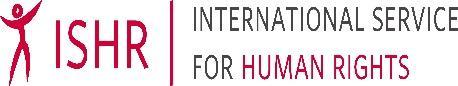 ISHR
INTERNATIONAL SERVICE
FOR HUMAN RIGHTS